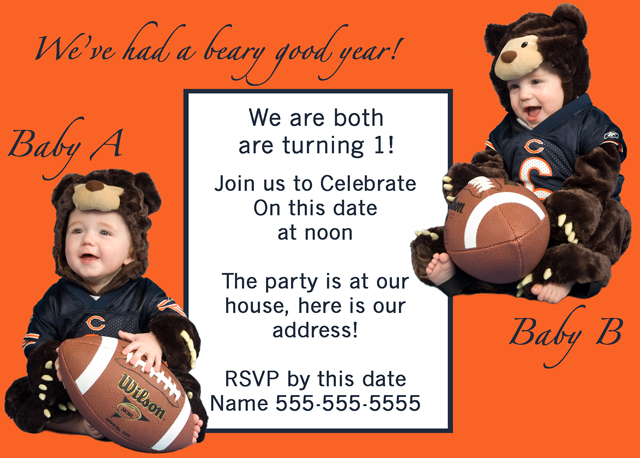 We've had a beary good year!
Baby A
We are both
are turning 1!
Join us to Celebrate
On this date
at noon
The party is at our
house, here is our
address!
RSVP by this date
Name 555-555-5555
Baby B
C
C
C
Wilson